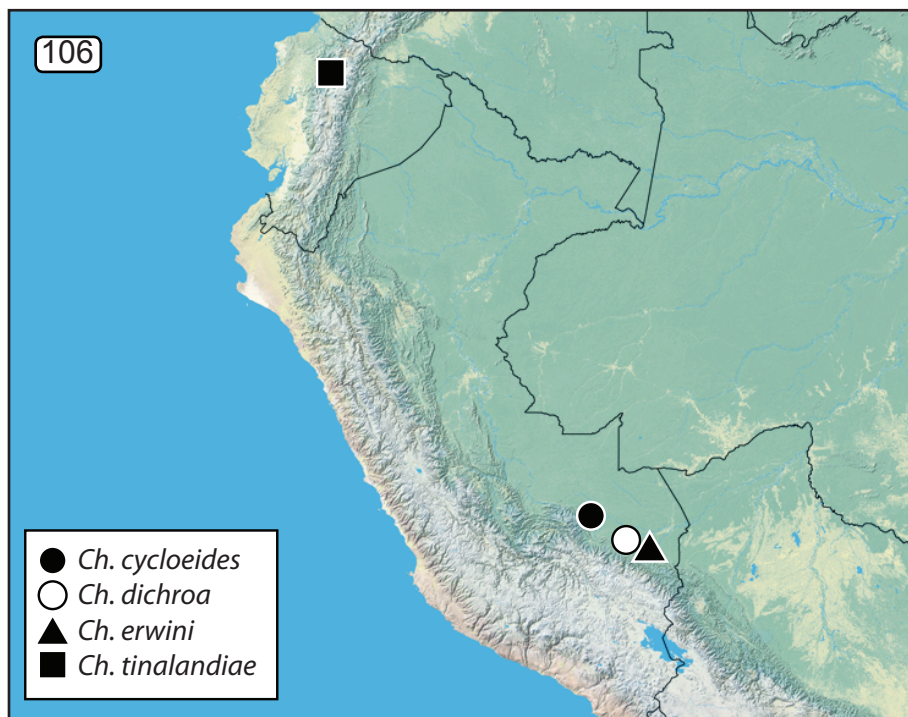 106
Ch. cycloeides
Ch. dichroa
Ch. erwini
Ch. tinalandiae